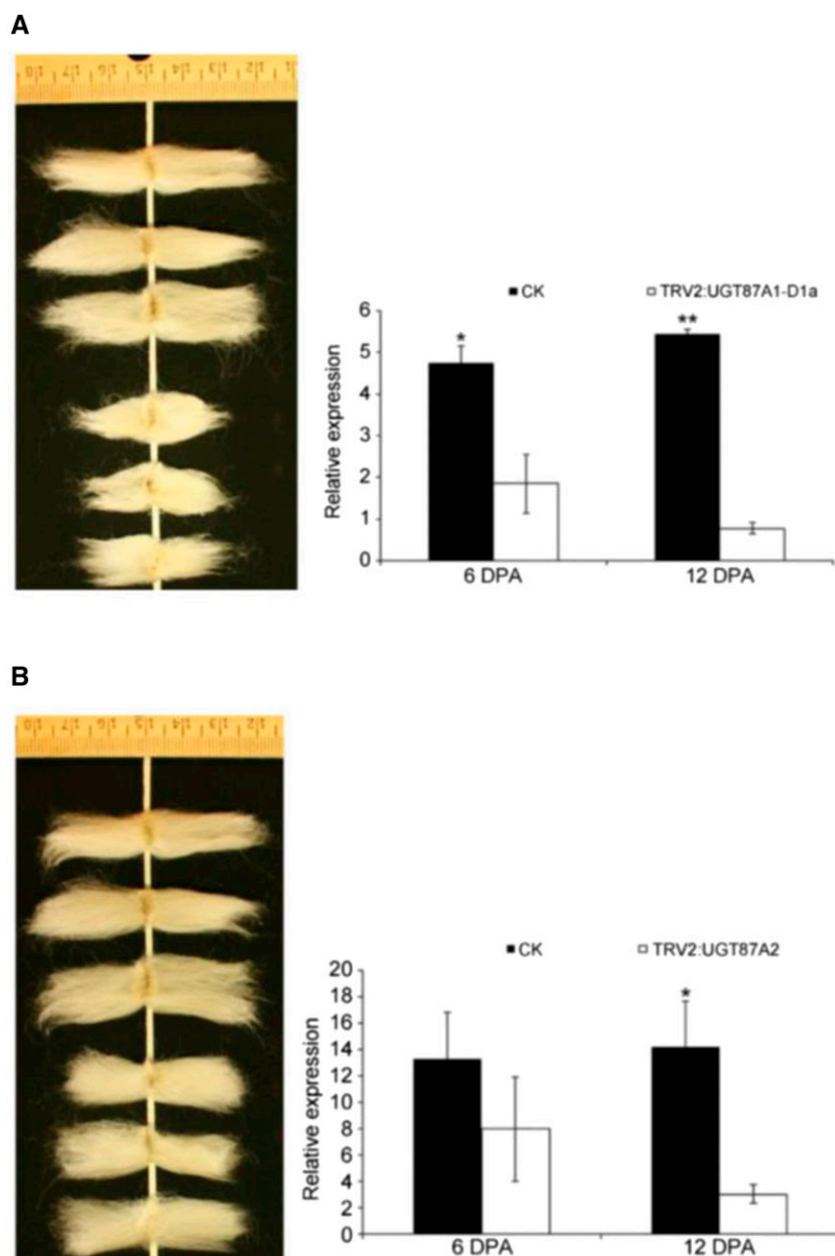 A
CK TRV2:UGT87A1-D1a
Relative expression
6
5
4
3
2
1
0
*
**
6 DPA 12 DPA
B
CK TRV2:UGT87A2
Relative expression
20
18
16
14
12
10
8
6
4
2
0
*
6 DPA 12 DPA